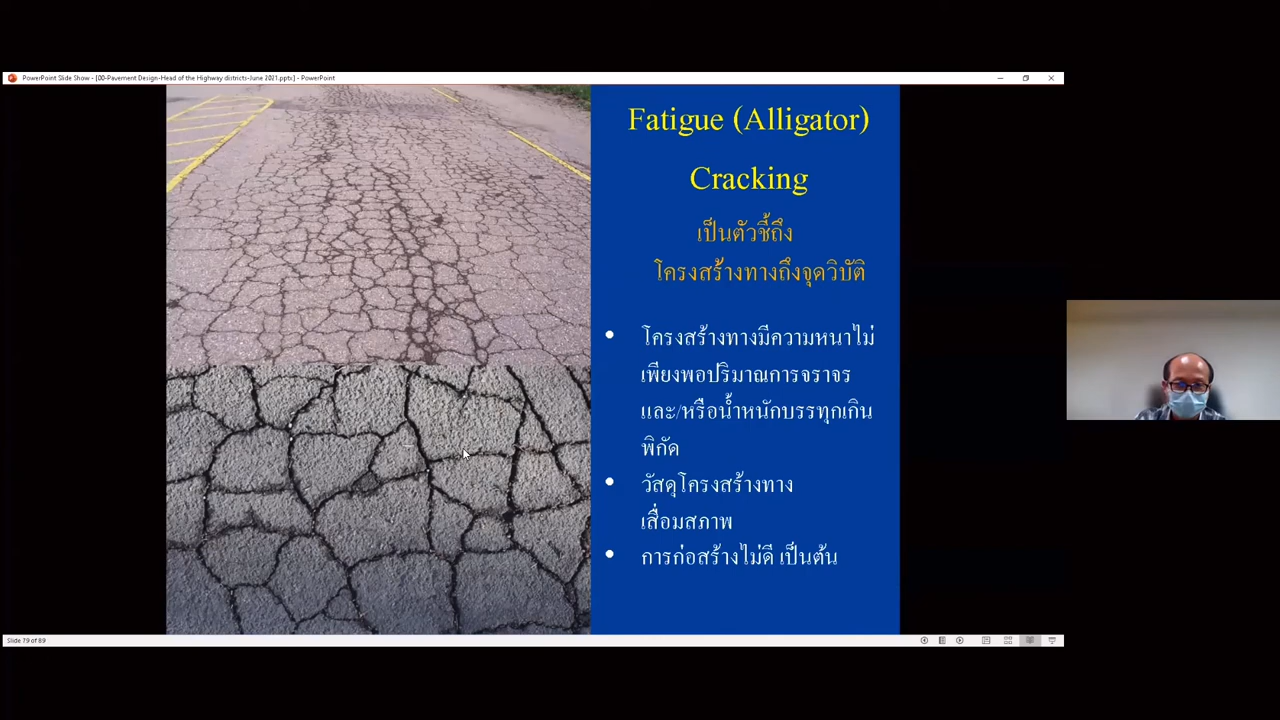 PowerPoint Slide Show - [00-Pavement Design-Head of the Highway districts-June 2021.pptx] - PowerPoint
Fatigue (Alligator)
Cracking
เป็นตัวชี้ถึง
โครงสร้างทางถึงจุดวิบัติ
• โครงสร้างทางมีความหนาไม่
เพียงพอปริมาณการจราจร
และ/หรือน้ำหนักบรรทุกเกิน
พิกัด
• วัสดุโครงสร้างทาง
เสื่อมสภาพ
• การก่อสร้างไม่ดี เป็นต้น
Slide 79 of 89